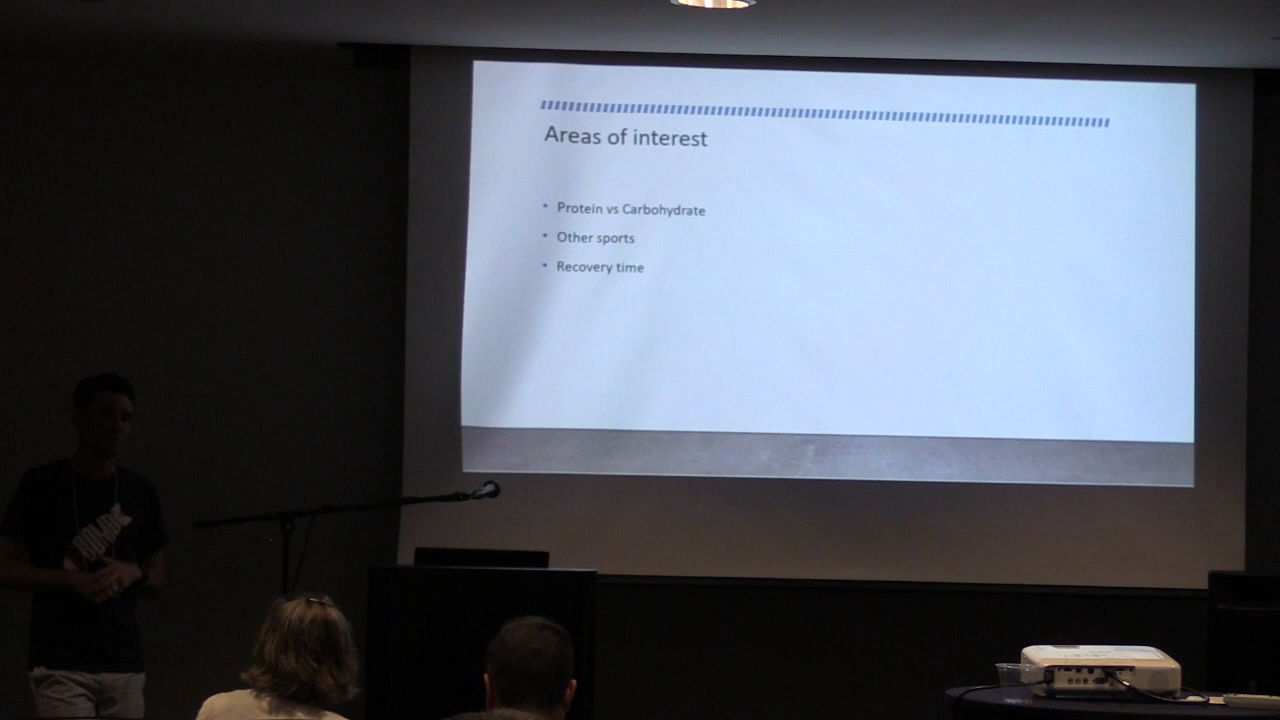 Areas of interest
• Protein vs Carbohydrate
• Other sports
• Recovery time